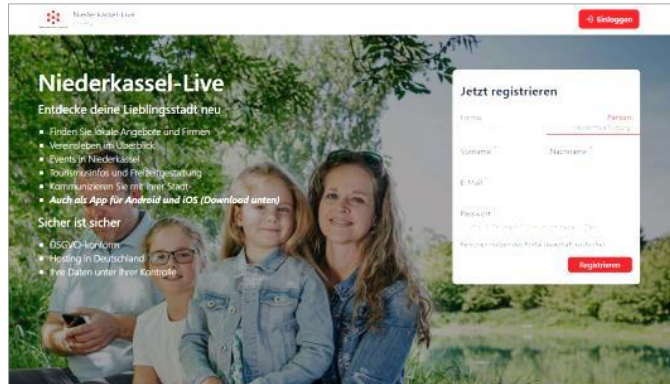 Niederkassel-Live
Einloggen
Niederkassel-Live
Entdecke deine Lieblingsstadt neu
Finden Sie lokale Angebote und Firmen
Vereinsleben im Überblick
Events in Niederkassel
Tourismusinfos und Freizeitgestaltung
Kommunizieren Sie mit Ihrer Stadt
Auch als App für Android und iOS (Download unten)
Sicher ist sicher
DSGVO-konform
Hosting in Deutschland
Ihre Daten unter Ihrer Kontrolle
Jetzt registrieren
Firma
Person
Vorname *
Nachname *
E-Mail *
Passwort *
Registrieren